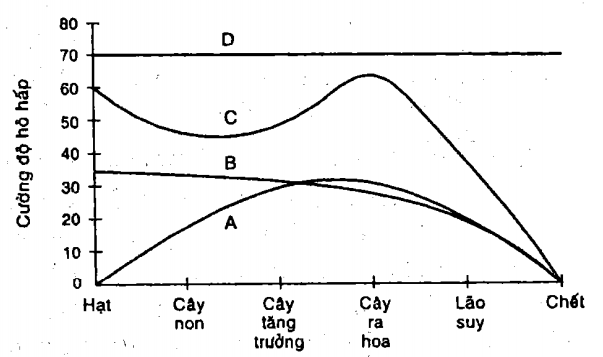 Cường độ hô hấp
80
70
60
50
40
30
20
10
0
D
C
B
A
Hạt
Cây non
Cây tăng trưởng
Cây ra hoa
Lão suy
Chết